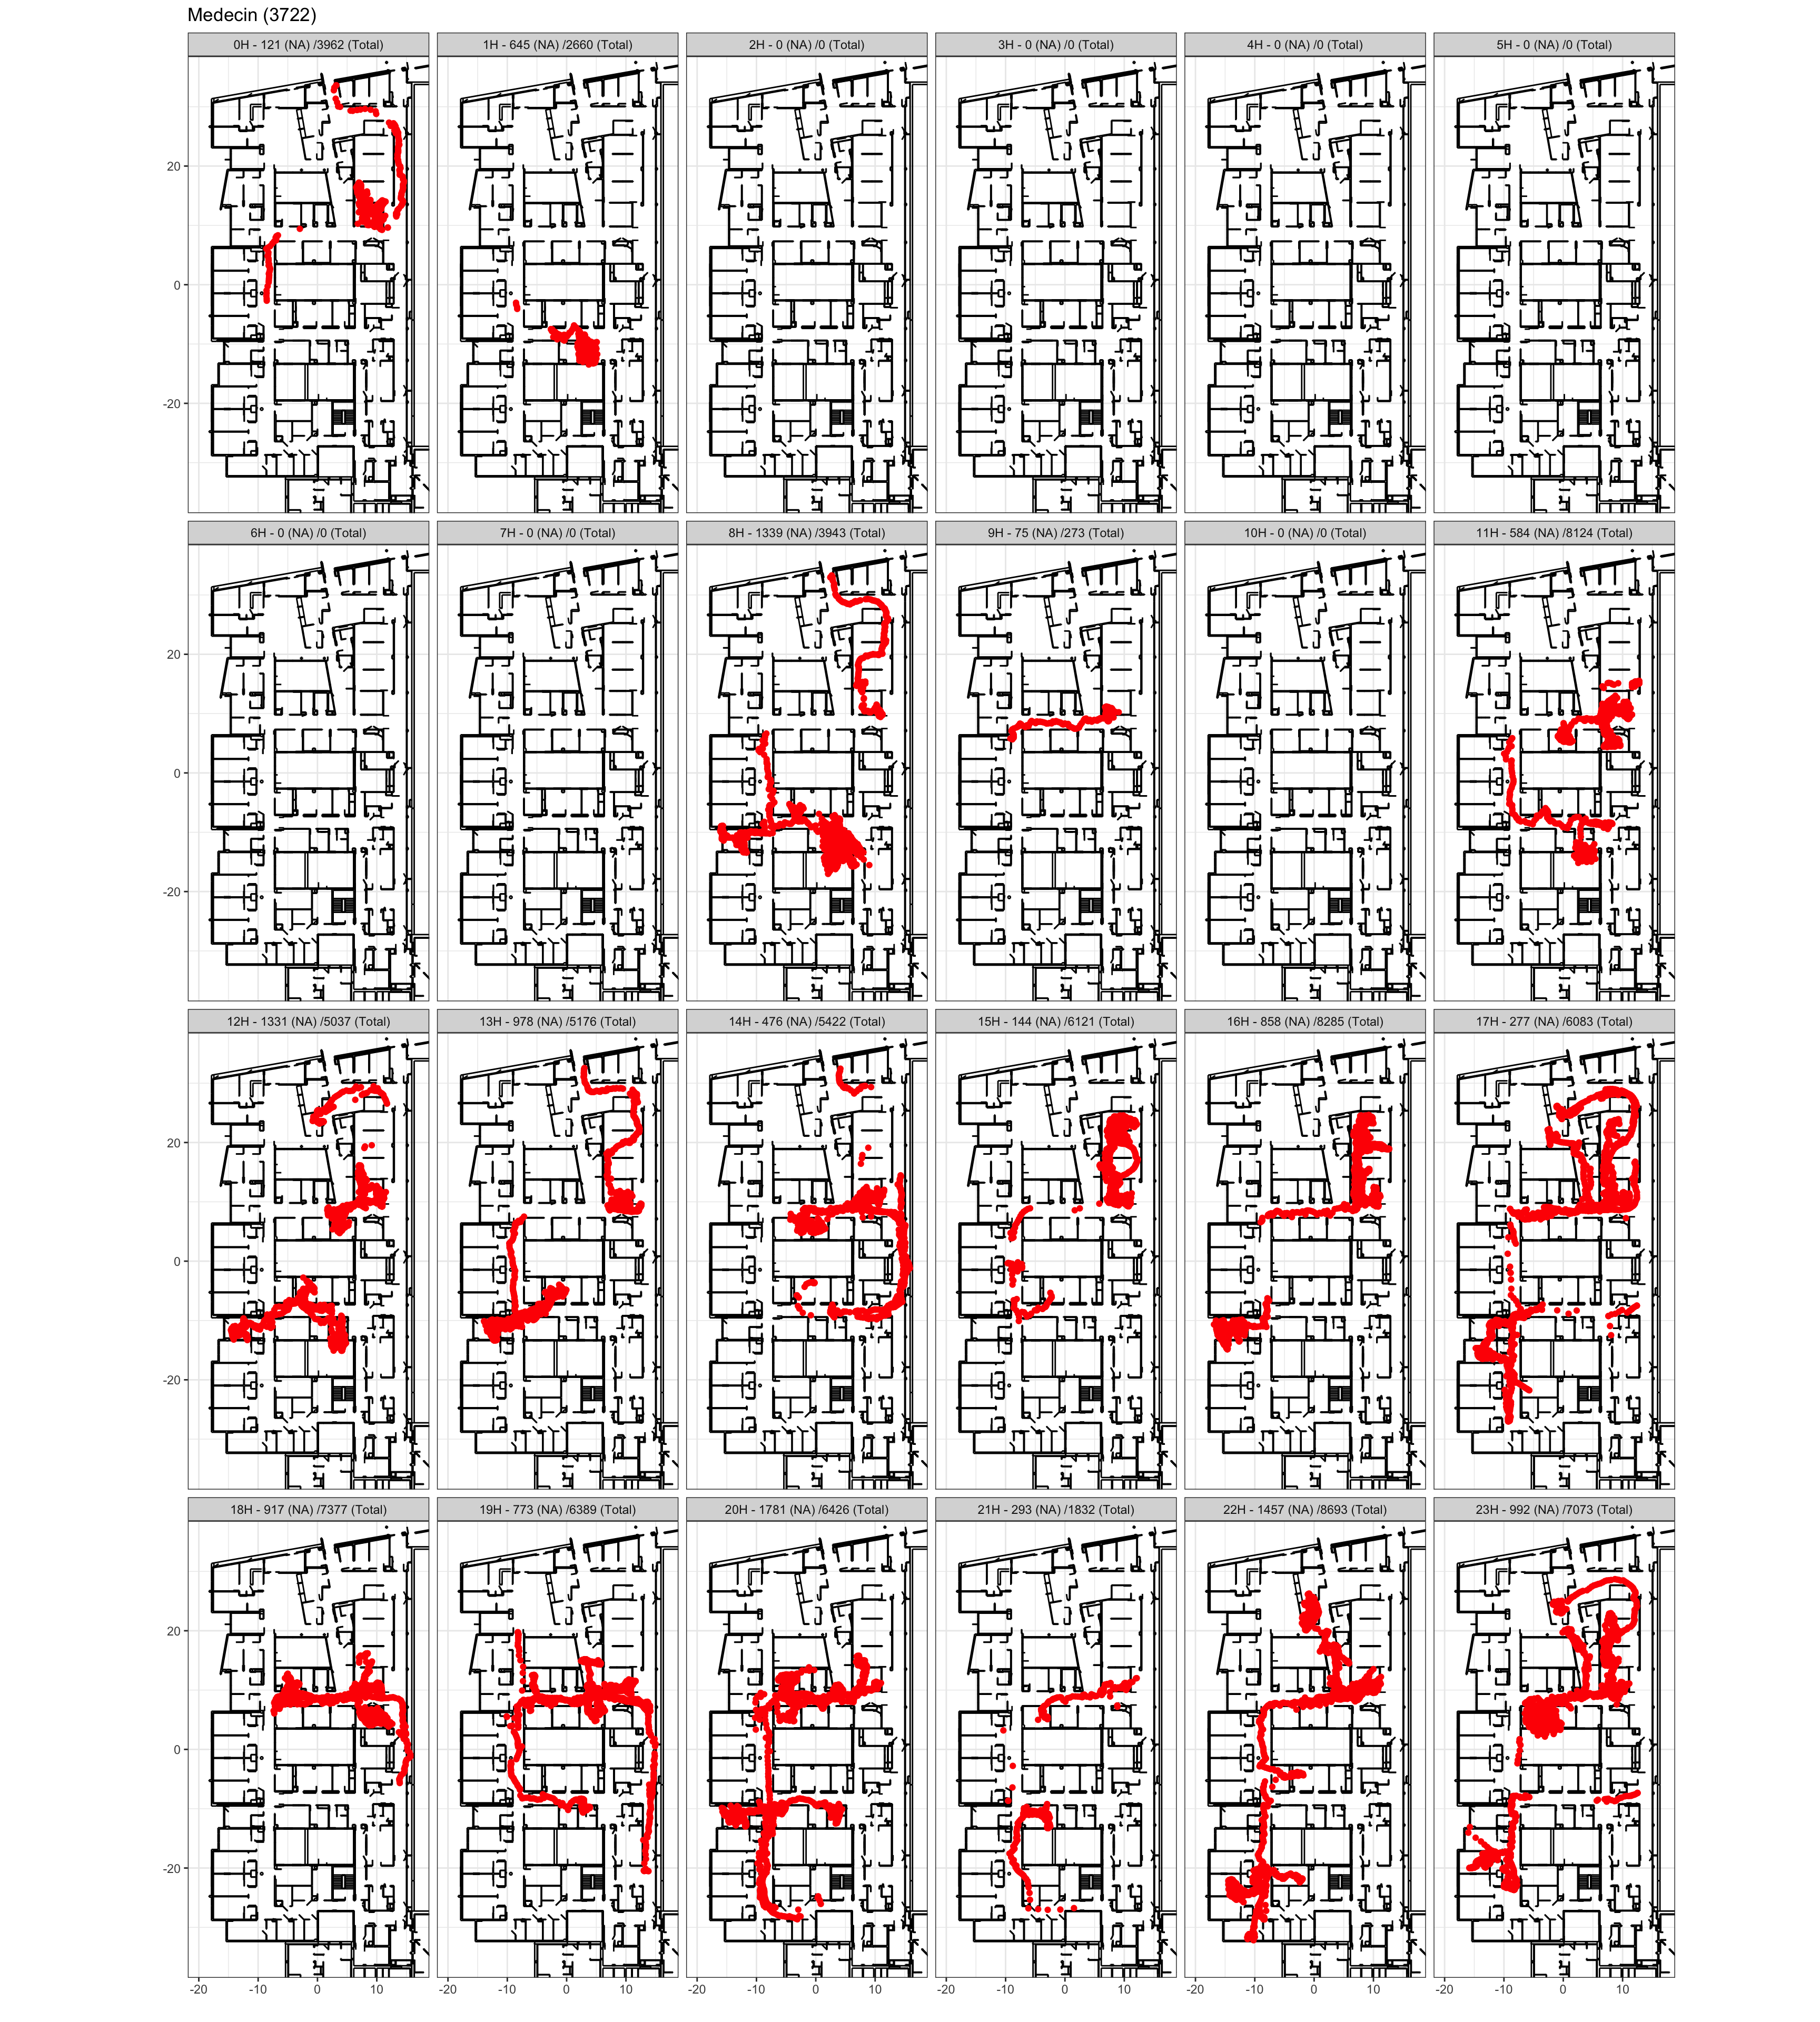 Medecin (3722)
0H - 121 (NA) /3962 (Total) 1H - 645 (NA) /2660 (Total) 2H - 0 (NA) /0 (Total) 3H - 0 (NA) /0 (Total) 4H - 0 (NA) /0 (Total) 5H - 0 (NA) /0 (Total)
20
0
-20
6H - 0 (NA) /0 (Total) 7H - 0 (NA) /0 (Total) 8H - 1339 (NA) /3943 (Total) 9H - 75 (NA) /273 (Total) 10H - 0 (NA) /0 (Total) 11H - 584 (NA) /8124 (Total)
20
0
-20
12H - 1331 (NA) /5037 (Total) 13H - 978 (NA) /5176 (Total) 14H - 476 (NA) /5422 (Total) 15H - 144 (NA) /6121 (Total) 16H - 858 (NA) /8285 (Total) 17H - 277 (NA) /6083 (Total)
20
0
-20
18H - 917 (NA) /7377 (Total) 19H - 773 (NA) /6389 (Total) 20H - 1781 (NA) /6426 (Total) 21H - 293 (NA) /1832 (Total) 22H - 1457 (NA) /8693 (Total) 23H - 992 (NA) /7073 (Total)
20
0
-20
-20 -10 0 10 -20 -10 0 10 -20 -10 0 10 -20 -10 0 10 -20 -10 0 10 -20 -10 0 10